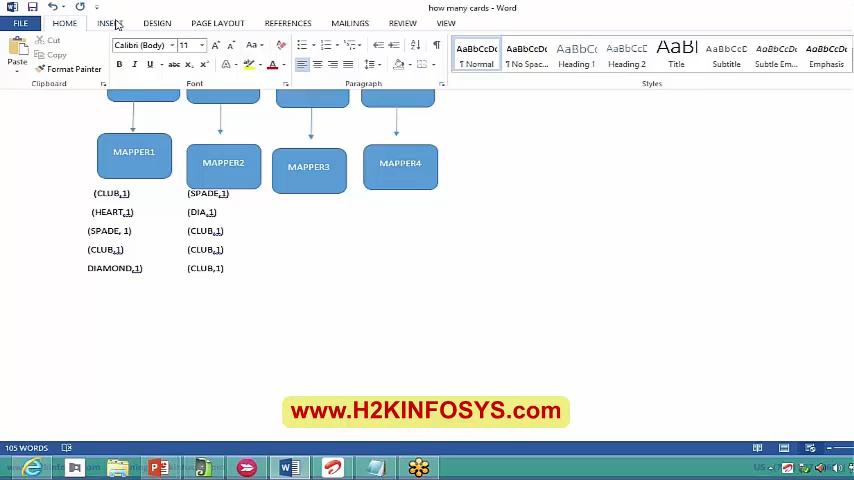 how many cards - Word
FILE HOME INSERT DESIGN PAGE LAYOUT REFERENCES MAILINGS REVIEW VIEW
Paste
Cut
Copy
Format Painter
Clipboard
Calibri (Body) 11
Font
Paragraph
AaBbCcDc AaBbCcDc AaBbCc AaBbCcC AaBl AaBbCcD AaBbCcDc AaBbCcDc
¶ Normal ¶ No Spac... Heading 1 Heading 2 Title Subtitle Subtle Em... Emphasis
Styles
MAPPER1 MAPPER2 MAPPER3 MAPPER4
(CLUB,1) (SPADE,1)
(HEART,1) (DIA,1)
(SPADE, 1) (CLUB,1)
(CLUB,1) (CLUB,1)
DIAMOND,1) (CLUB,1)
www.H2KINFOSYS.com
105 WORDS